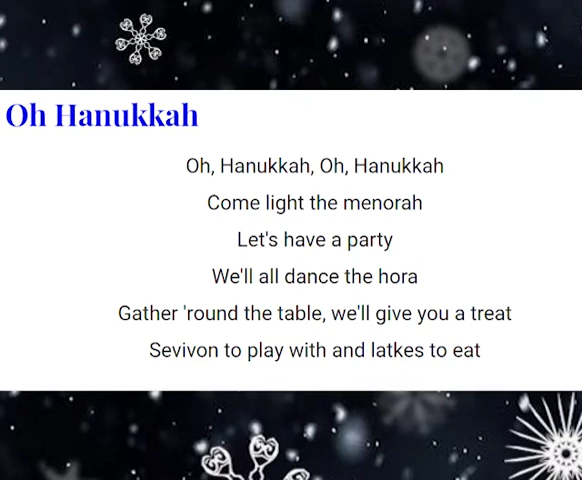 Oh Hanukkah
Oh, Hanukkah, Oh, Hanukkah
Come light the menorah
Let's have a party
We'll all dance the hora
Gather 'round the table, we'll give you a treat
Sevivon to play with and latkes to eat